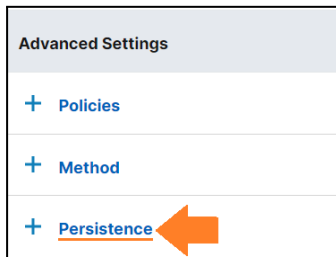 Advanced Settings
+ Policies
+ Method
+ Persistence